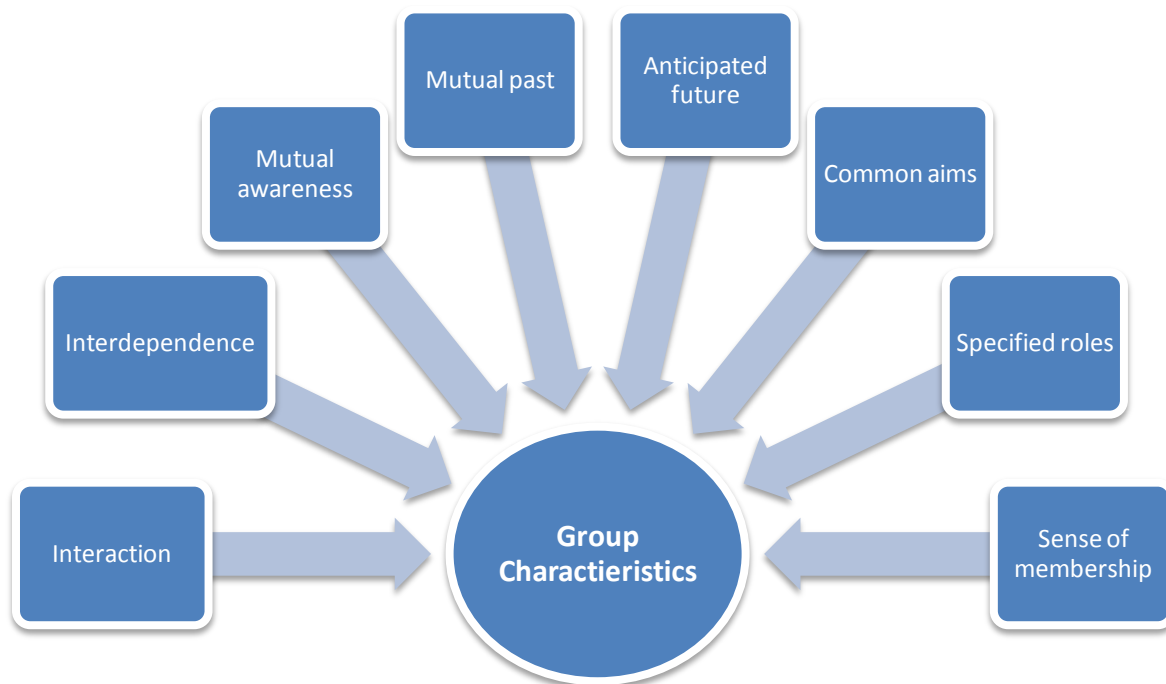 Mutual past
Anticipated
future
Mutual
awareness
Common aims
Interdependence
Specified roles
Interaction
Group
Charactieristics
Sense of
membership